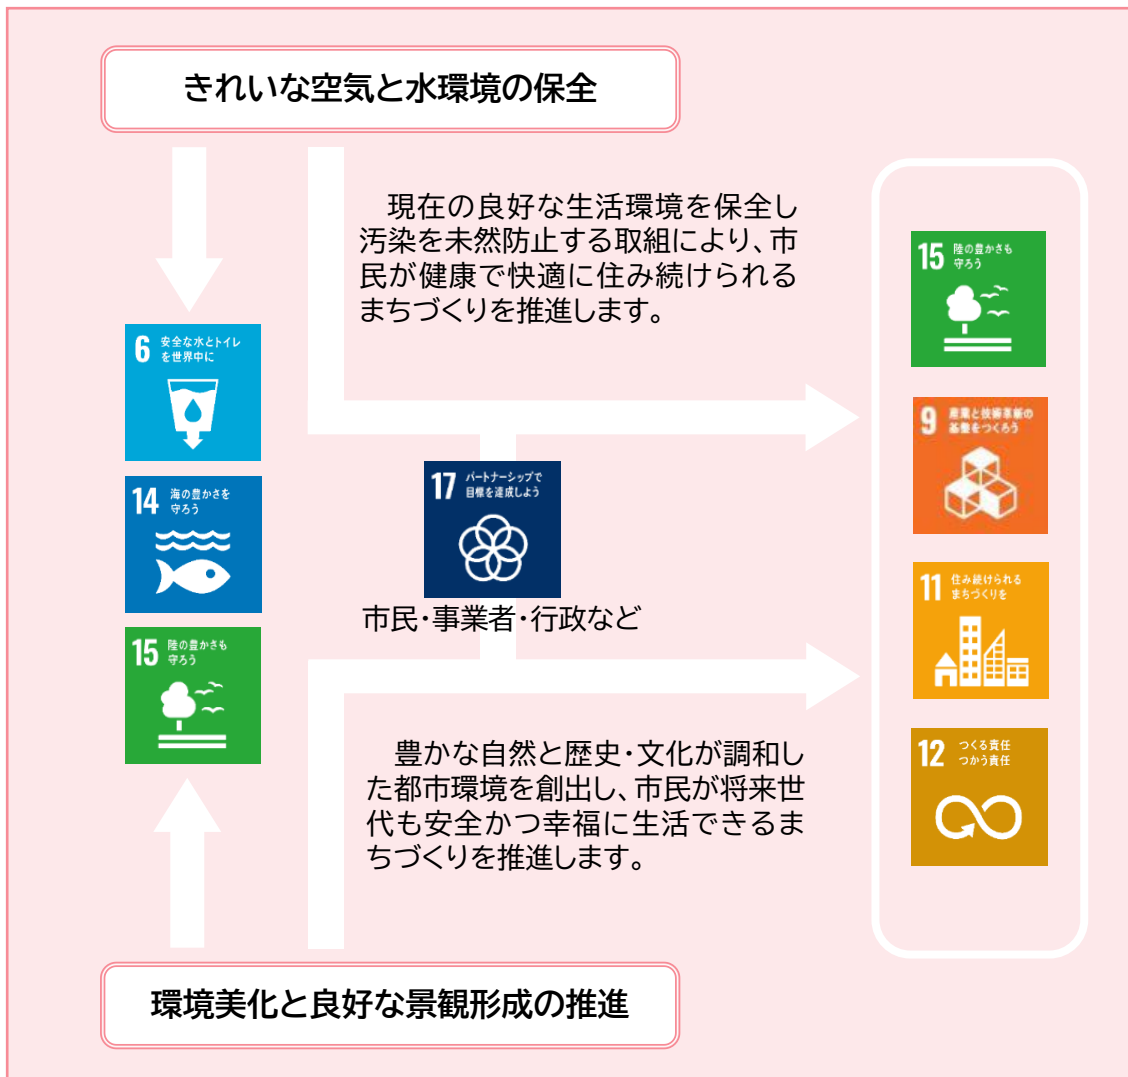 きれいな空気と水環境の保全
現在の良好な生活環境を保全し
汚染を未然防止する取組により、市
民が健康で快適に住み続けられる
まちづくりを推進します。
6 安全な水とトイレ
を世界中に
14 海の豊かさを
守ろう
15 陸の豊かさも
守ろう
17 パートナーシップで
目標を達成しよう
市民・事業者・行政など
15 陸の豊かさも
守ろう
9 産業と技術革新の
基盤をつくろう
11 住み続けられる
まちづくりを
12 つくる責任
つかう責任
豊かな自然と歴史・文化が調和し
た都市環境を創出し、市民が将来世
代も安全かつ幸福に生活できるま
ちづくりを推進します。
環境美化と良好な景観形成の推進